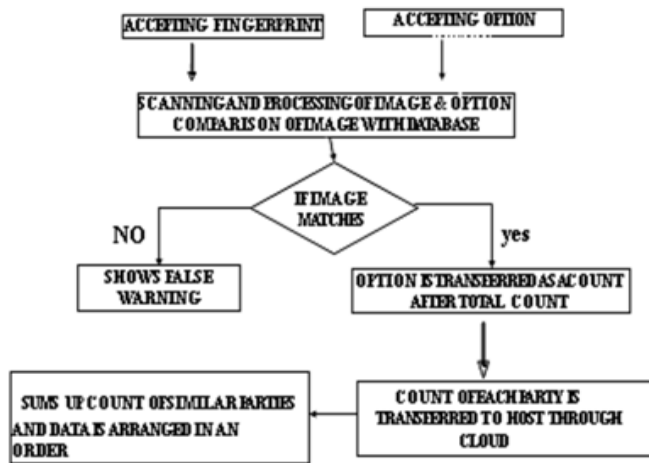 ACCEPTING FINGERPRINT
ACCEPTING OPTION
SCANNING AND PROCESSING OF IMAGE & OPTION
COMPARISON OF IMAGE WITH DATABASE
IF IMAGE
MATCHES
NO
yes
SHOWS FALSE
WARNING
OPTION IS TRANSFERRED AS A COUNT
AFTER TOTAL COUNT
COUNT OF EACH PARTY IS
TRANSFERRED TO HOST THROUGH
CLOUD
SUMS UP COUNT OF SIMILAR PARTIES
AND DATA IS ARRANGED IN AN
ORDER